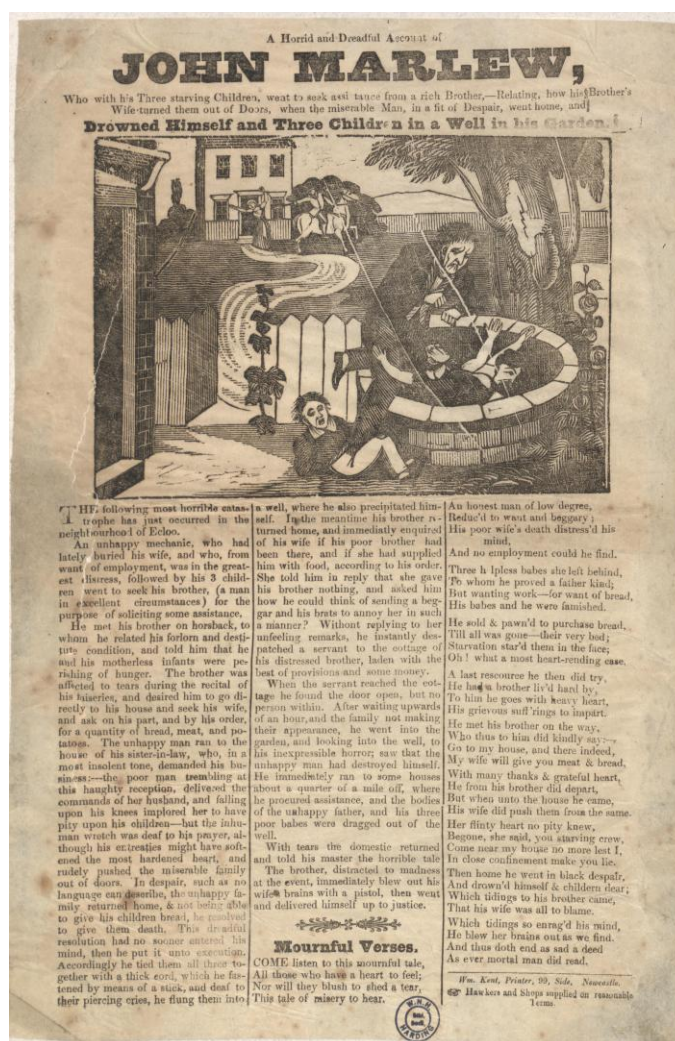 A Horrid and Dreadful Account of
JOHN MARLEW,
Who with his Three starving Children, went to seek assi tance from a rich Brother,—Relating, how his Brother's
Wife turned them out of Doors, when the miserable Man, in a fit of Despair, went home, and
Drowned Himself and Three Children in a Well in his Garden.
THE following most horrible catas-
trophe has just occurred in the
neighbourhood of Ecloo.
An unhappy mechanic, who had
lately buried his wife, and who, from
want of employment, was in the great-
est distress, followed by his 3 child-
ren went to seek his brother, (a man
in excellent circumstances) for the
purpose of soliciting some assistance.
He met his brother on horsback, to
whom he related his forlorn and desti-
tute condition, and told him that he
and his motherless infants were pe-
rishing of hunger. The brother was
affected to tears during the recital of
his miseries, and desired him to go di-
rectly to his house and seek his wife,
and ask on his part, and by his order,
for a quantity of bread, meat, and po-
tatoes. The unhappy man ran to the
house of his sister-in-law, who, in a
most insolent tone, demanded his bu-
siness:—the poor man trembling at
this haughty reception, delivered the
commands of her husband, and falling
upon his knees implored her to have
pity upon his children—but the inhu-
man wretch was deaf to his prayer, al-
though his entreaties might have soft-
ened the most hardened heart, and
rudely pushed the miserable family
out of doors. In despair, such as no
language can describe, the unhappy fa-
mily returned home, & not being able
to give his children bread, he resolved
to give them death. This dreadful
resolution had no sooner entered his
mind, then he put it unto execution.
Accordingly he tied them all three to-
gether with a thick cord, which he fas-
tened by means of a stick, and deaf to
their piercing cries, he flung them into
a well, where he also precipitated him-
self. In the meantime his brother re-
turned home, and immediatly enquired
of his wife if his poor brother had
been there, and if she had supplied
him with food, according to his order.
She told him in reply that she gave
his brother nothing, and asked him
how he could think of sending a beg-
gar and his brats to annoy her in such
a manner? Without replying to her
unfeeling remarks, he instantly des-
patched a servant to the cottage of
his distressed brother, laden with the
best of provisions and some money.
When the servant reached the cot-
tage he found the door open, but no
person within. After waiting upwards
of an hour, and the family not making
their appearance, he went into the
garden, and looking into the well, to
his inexpressible horror; saw that the
unhappy man had destroyed himself.
He immediately ran to some houses
about a quarter of a mile off, where
he procured assistance, and the bodies
of the unhappy father, and his three
poor babes were dragged out of the
well.
With tears the domestic returned
and told his master the horrible tale
The brother, distracted to madness
at the event, immediately blew out his
wifes brains with a pistol, then went
and delivered himself up to justice.
Mournful Verses.
COME listen to this mournful tale,
All those who have a heart to feel;
Nor will they blush to shed a tear,
This tale of misery to hear.
An honest man of low degree,
Reduc'd to want and beggary;
His poor wife's death distress'd his
mind,
And no employment could he find.
Three h lpless babes she left behind,
To whom he proved a father kind;
But wanting work—for want of bread,
His babes and he were famished.
He sold & pawn'd to purchase bread,
Till all was gone—their very bed;
Starvation star'd them in the face;
Oh! what a most heart-rending case.
A last rescource he then did try,
He had a brother liv'd hard by,
To him he goes with heavy heart,
His grievous suff'rings to impart.
He met his brother on the way,
Who thus to him did kindly say:—
Go to my house, and there indeed,
My wife will give you meat & bread.
With many thanks & grateful heart,
He from his brother did depart,
But when unto the house he came,
His wife did push them from the same.
Her flinty heart no pity knew,
Begone, she said, you starving crew,
Come near my house no more lest I,
In close confinement make you lie.
Then home he went in black despair,
And drown'd himself & childern dear;
Which tidings to his brother came,
That his wife was all to blame.
Which tidings so enrag'd his mind,
He blew her brains out as we find.
And thus doth end as sad a deed
As ever mortal man did read.
Wm. Kent, Printer, 99, Side, Newcastle.
☞ Hawkers and Shops supplied on reasonable
Terms
W.N.H
HARDING